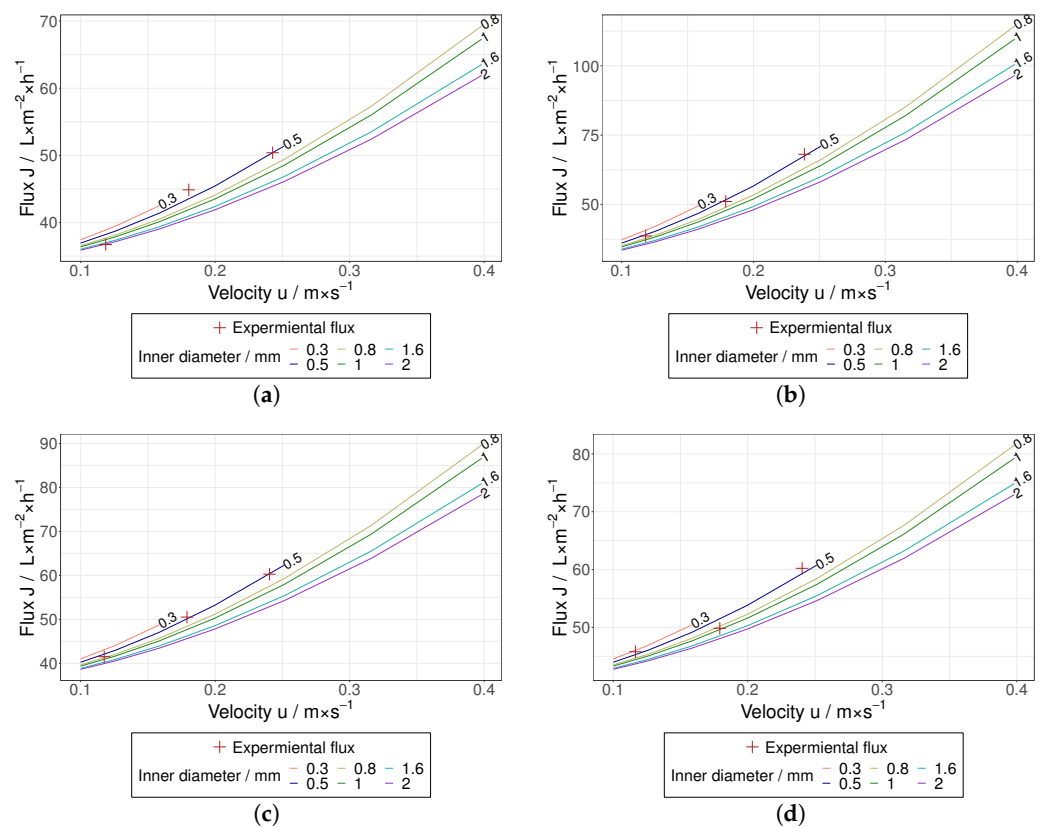 70
60
50
40
Flux J / L×m⁻²×h⁻¹
0.3
0.5
0.8
1
1.6
2
0.1 0.2 0.3 0.4
Velocity u / m×s⁻¹
Expermiental flux
Inner diameter / mm 0.3 0.8 1.6
0.5 1 2
(a)
100
75
50
Flux J / L×m⁻²×h⁻¹
0.3
0.5
0.8
1
1.6
2
0.1 0.2 0.3 0.4
Velocity u / m×s⁻¹
Expermiental flux
Inner diameter / mm 0.3 0.8 1.6
0.5 1 2
(b)
90
80
70
60
50
40
Flux J / L×m⁻²×h⁻¹
0.3
0.5
0.8
1
1.6
2
0.1 0.2 0.3 0.4
Velocity u / m×s⁻¹
Expermiental flux
Inner diameter / mm 0.3 0.8 1.6
0.5 1 2
(c)
80
70
60
50
Flux J / L×m⁻²×h⁻¹
0.3
0.5
0.8
1
1.6
2
0.1 0.2 0.3 0.4
Velocity u / m×s⁻¹
Expermiental flux
Inner diameter / mm 0.3 0.8 1.6
0.5 1 2
(d)